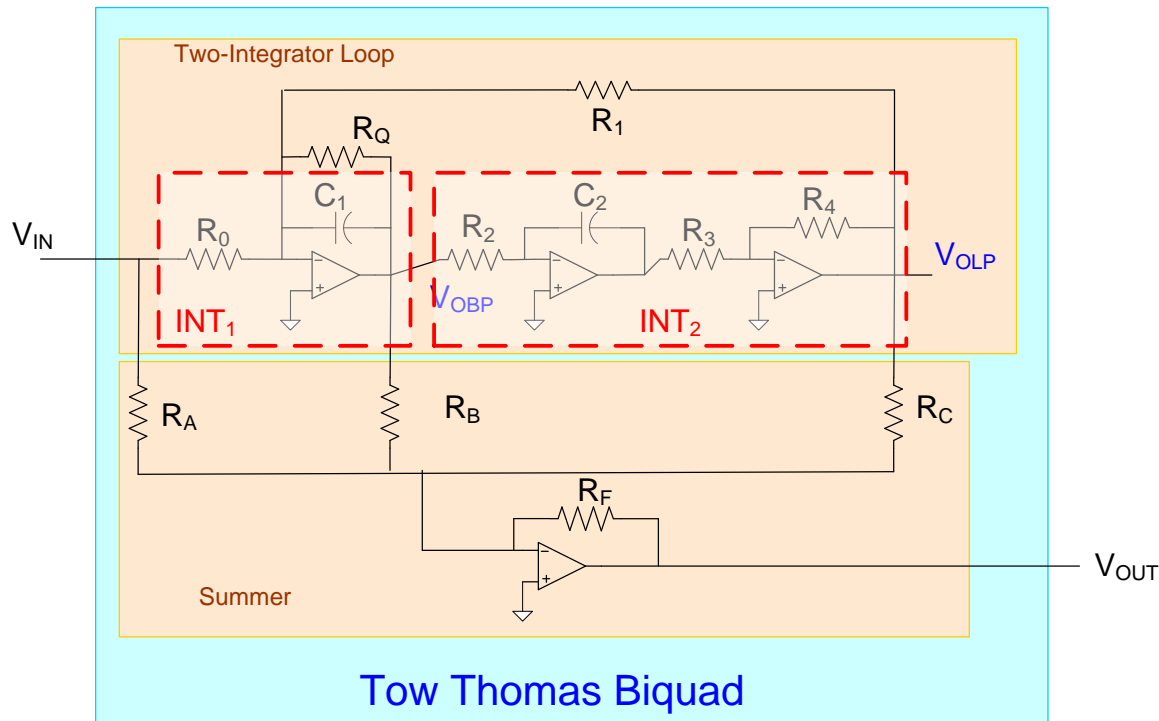 Two-Integrator Loop
R1
RQ
C1
C2
R4
VIN
R0
R2
R3
VOLP
VOBP
INT1
INT2
RA
RB
RC
RF
VOUT
Summer
Tow Thomas Biquad